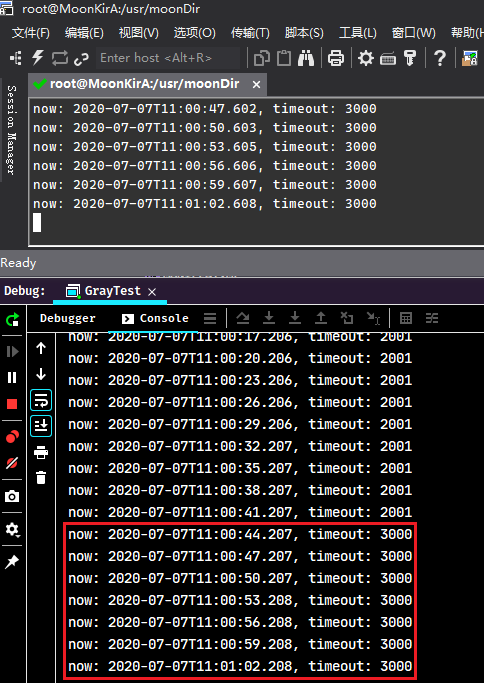 root@MoonKirA:/usr/moonDir
文件(F) 编辑(E) 视图(V) 选项(O) 传输(T) 脚本(S) 工具(L) 窗口(W) 帮助(H)
Enter host <Alt+R>
Session Manager
root@MoonKirA:/usr/moonDir
now: 2020-07-07T11:00:47.602, timeout: 3000
now: 2020-07-07T11:00:50.603, timeout: 3000
now: 2020-07-07T11:00:53.605, timeout: 3000
now: 2020-07-07T11:00:56.606, timeout: 3000
now: 2020-07-07T11:00:59.607, timeout: 3000
now: 2020-07-07T11:01:02.608, timeout: 3000
Ready
Debug: GrayTest
Debugger Console
now: 2020-07-07T11:00:17.206, timeout: 2001
now: 2020-07-07T11:00:20.206, timeout: 2001
now: 2020-07-07T11:00:23.206, timeout: 2001
now: 2020-07-07T11:00:26.206, timeout: 2001
now: 2020-07-07T11:00:29.206, timeout: 2001
now: 2020-07-07T11:00:32.207, timeout: 2001
now: 2020-07-07T11:00:35.207, timeout: 2001
now: 2020-07-07T11:00:38.207, timeout: 2001
now: 2020-07-07T11:00:41.207, timeout: 2001
now: 2020-07-07T11:00:44.207, timeout: 3000
now: 2020-07-07T11:00:47.207, timeout: 3000
now: 2020-07-07T11:00:50.207, timeout: 3000
now: 2020-07-07T11:00:53.208, timeout: 3000
now: 2020-07-07T11:00:56.208, timeout: 3000
now: 2020-07-07T11:00:59.208, timeout: 3000
now: 2020-07-07T11:01:02.208, timeout: 3000